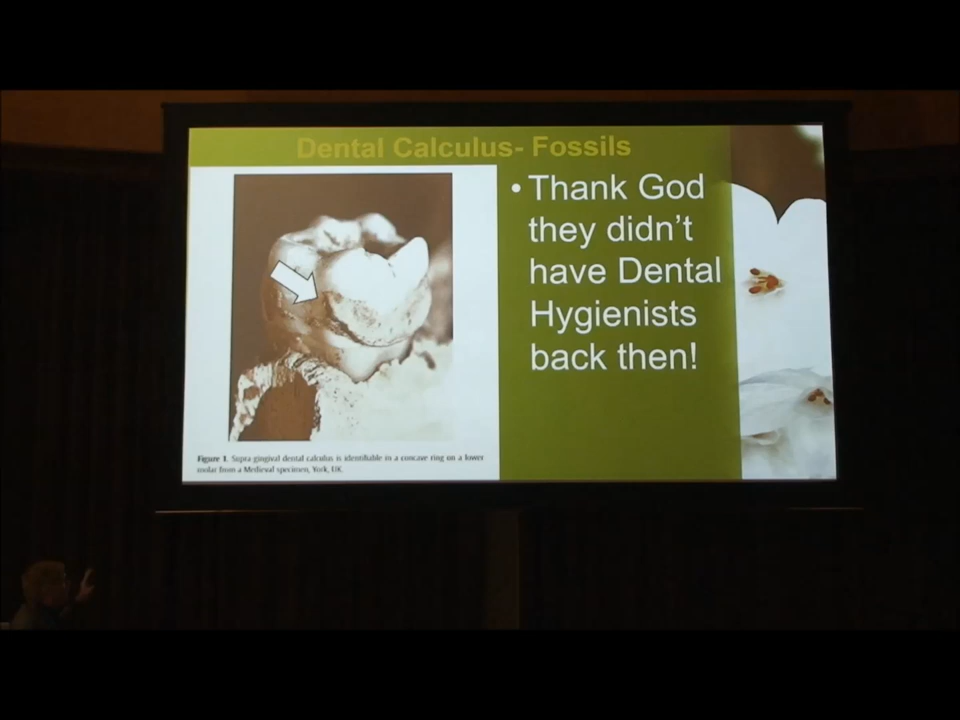 Dental Calculus- Fossils
• Thank God
they didn't
have Dental
Hygienists
back then!
Figure 1. Supra gingival dental calculus is identifiable in a concave ring on a lower
molar from a Medieval specimen, York, UK.